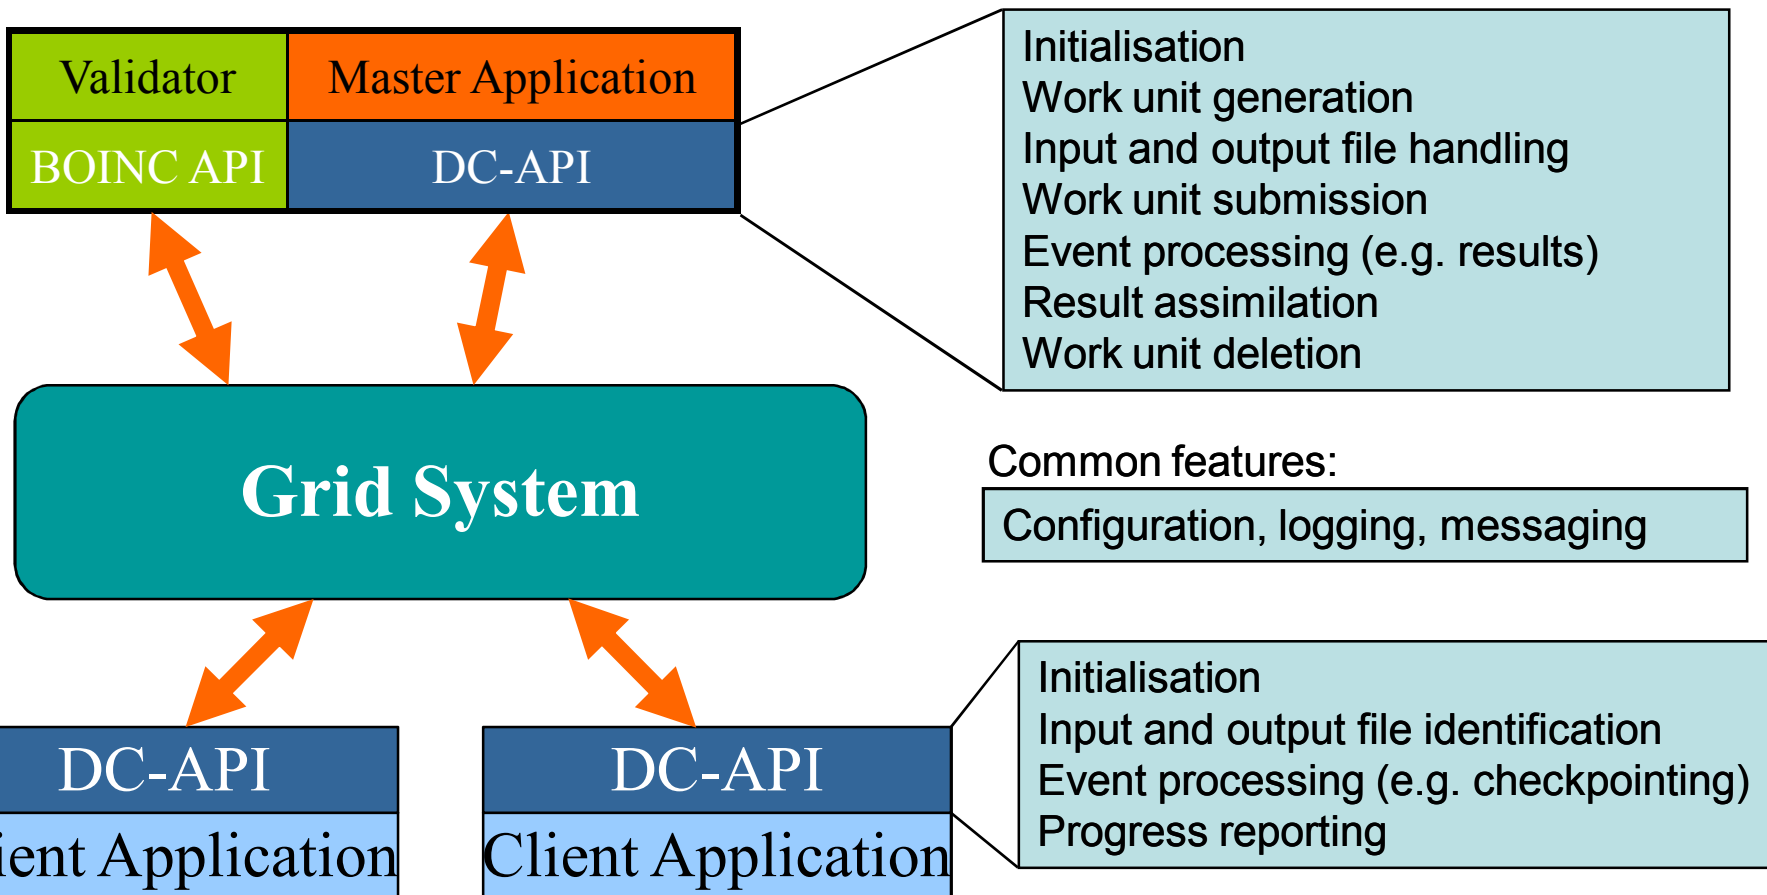 Validator
Master Application
BOINC API
DC-API
Initialisation
Work unit generation
Input and output file handling
Work unit submission
Event processing (e.g. results)
Result assimilation
Work unit deletion
Grid System
Common features:
Configuration, logging, messaging
DC-API
ient Application
DC-API
Client Application
Initialisation
Input and output file identification
Event processing (e.g. checkpointing)
Progress reporting